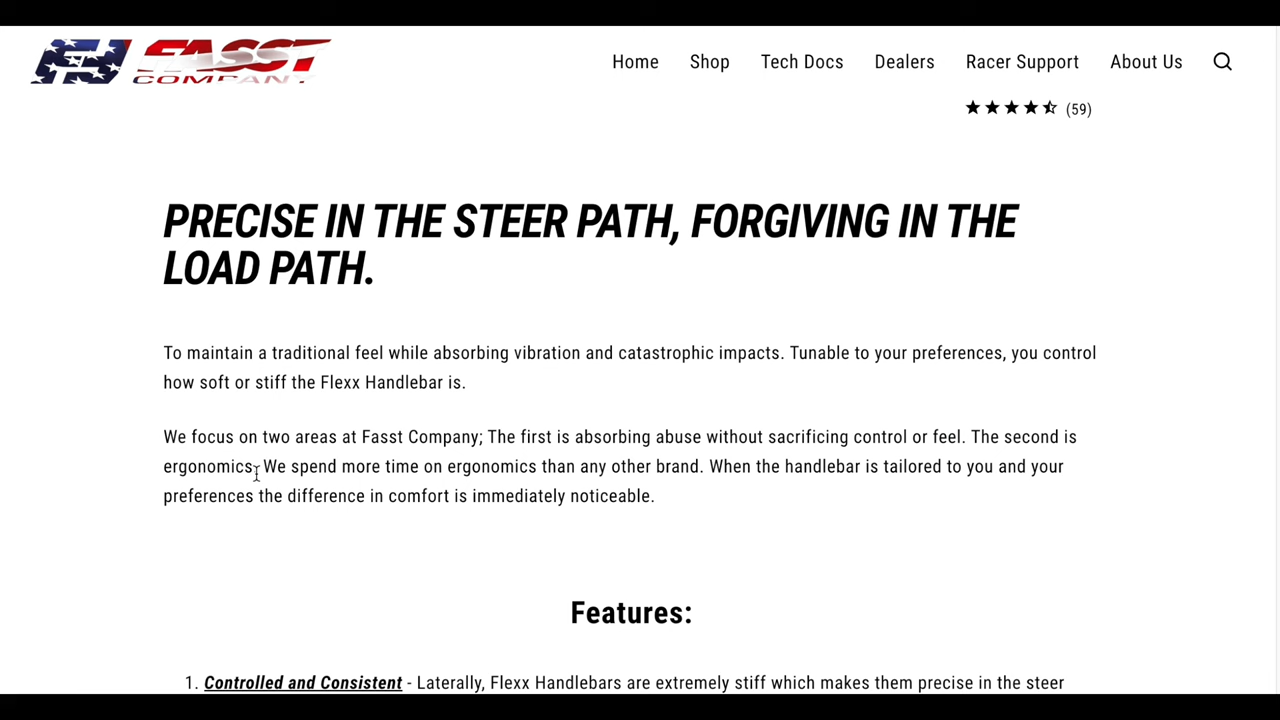 FASST
COMPANY
Home Shop Tech Docs Dealers Racer Support About Us
(59)
PRECISE IN THE STEER PATH, FORGIVING IN THE
LOAD PATH.
To maintain a traditional feel while absorbing vibration and catastrophic impacts. Tunable to your preferences, you control
how soft or stiff the Flexx Handlebar is.
We focus on two areas at Fasst Company; The first is absorbing abuse without sacrificing control or feel. The second is
ergonomics. We spend more time on ergonomics than any other brand. When the handlebar is tailored to you and your
preferences the difference in comfort is immediately noticeable.
Features:
1. Controlled and Consistent - Laterally, Flexx Handlebars are extremely stiff which makes them precise in the steer